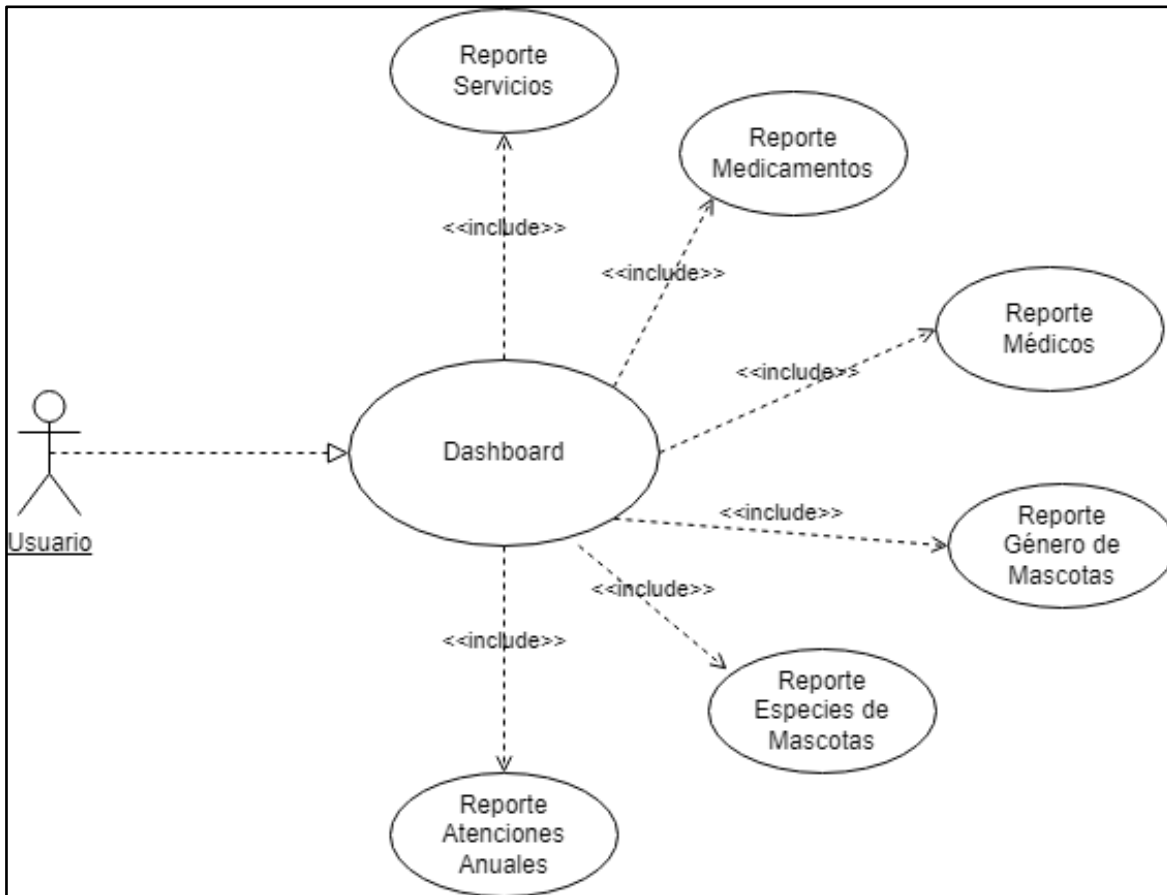 Reporte
Servicios
Reporte
Medicamentos
<<include>>
<<include>>
Reporte
Médicos
<<include>>
Dashboard
Usuario
<<include>>
Reporte
Género de
Mascotas
<<include>>
<<include>>
Reporte
Especies de
Mascotas
Reporte
Atenciones
Anuales